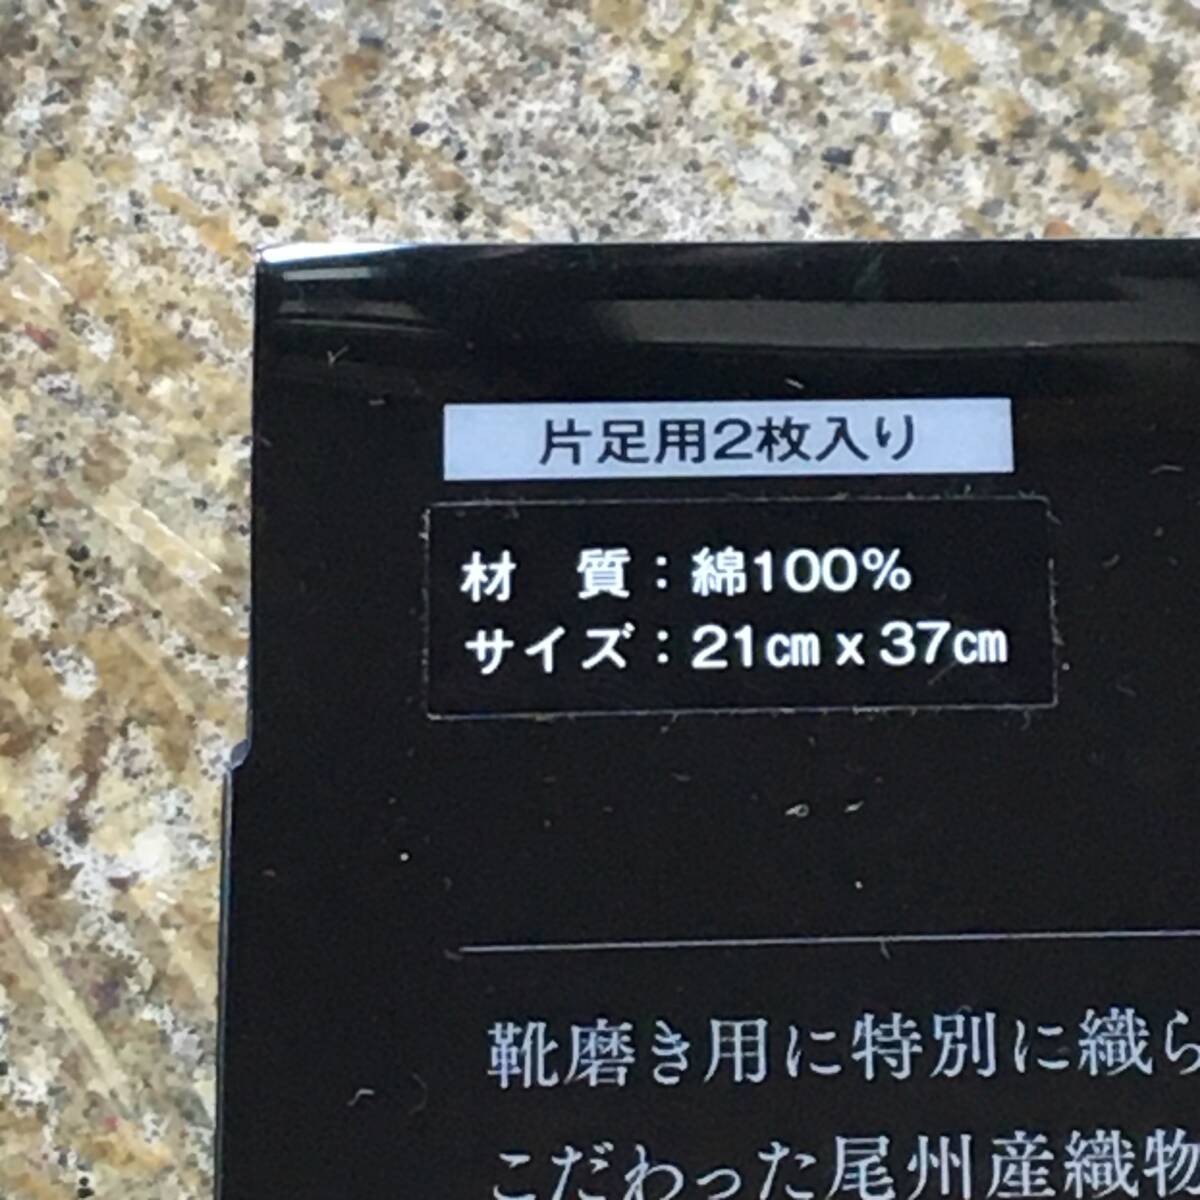 片足用2枚入り
材　質：綿100%
サイズ：21㎝ x 37㎝
靴磨き用に特別に織ら
こだわった尾州産織物